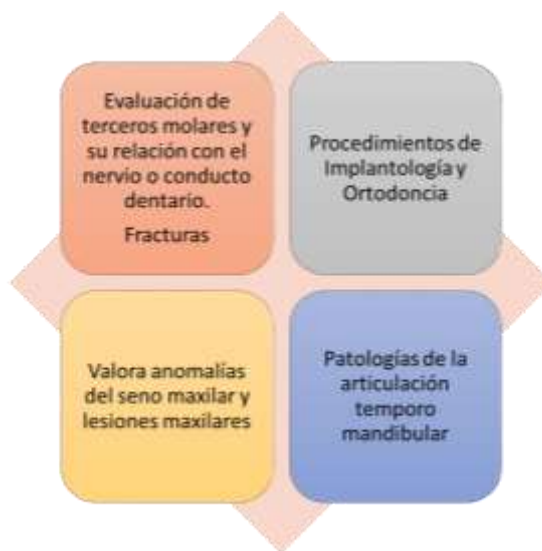 Evaluación de
terceros molares y
su relación con el
nervio o conducto
dentario.
Fracturas
Procedimientos de
Implantología y
Ortodoncia
Valora anomalías
del seno maxilar y
lesiones maxilares
Patologías de la
articulación
temporo
mandibular